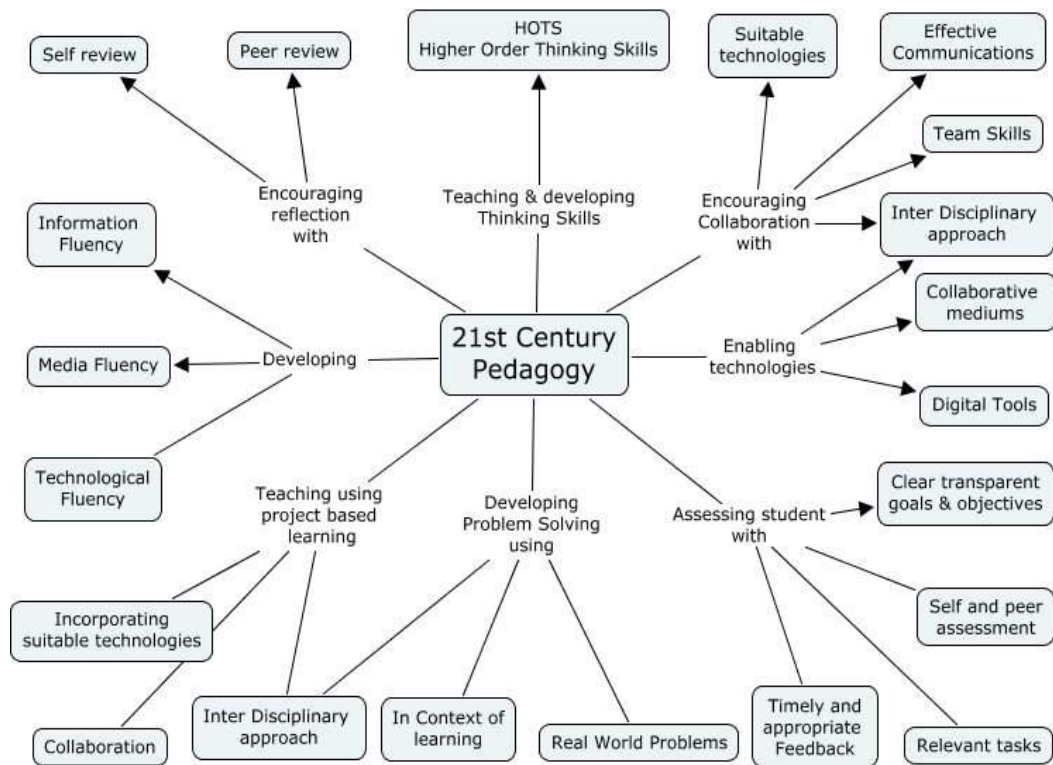 Self review
Peer review
HOTS
Higher Order Thinking Skills
Suitable
technologies
Effective
Communications
Team Skills
Encouraging
reflection
with
Teaching & developing
Thinking Skills
Encouraging
Collaboration
with
Information
Fluency
Inter Disciplinary
approach
Collaborative
mediums
21st Century
Pedagogy
Media Fluency
Developing
Enabling
technologies
Digital Tools
Technological
Fluency
Teaching using
project based
learning
Developing
Problem Solving
using
Assessing student
with
Clear transparent
goals & objectives
Incorporating
suitable technologies
Self and peer
assessment
Collaboration
Inter Disciplinary
approach
In Context of
learning
Real World Problems
Timely and
appropriate
Feedback
Relevant tasks